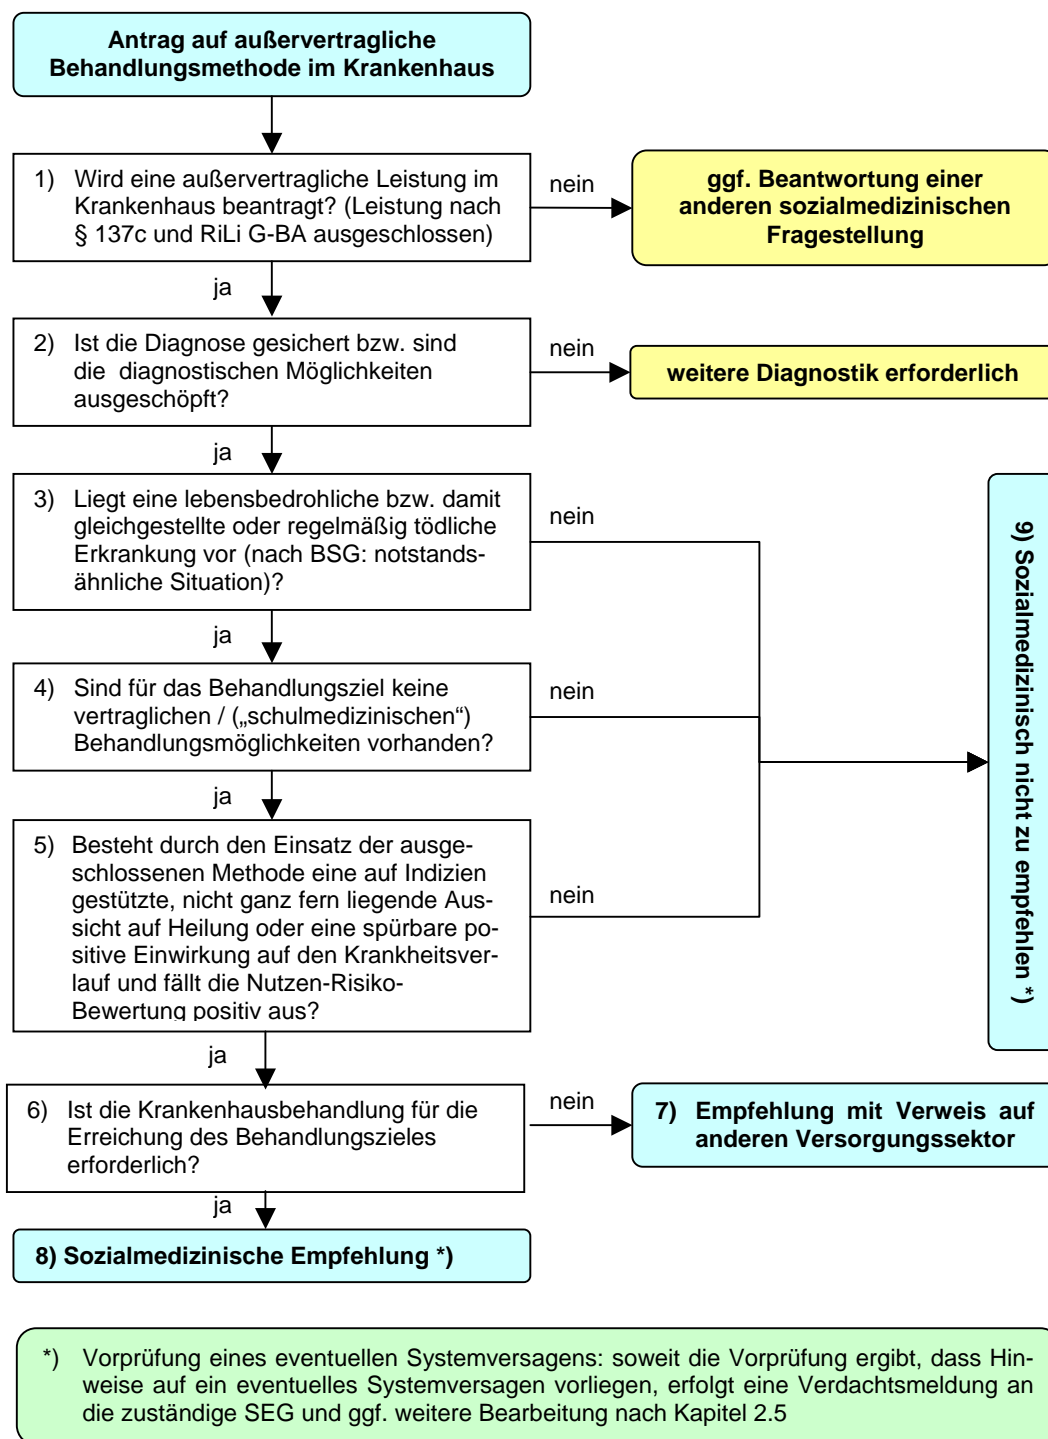 Antrag auf außervertragliche
Behandlungsmethode im Krankenhaus
1) Wird eine außervertragliche Leistung im
Krankenhaus beantragt? (Leistung nach
§ 137c und RiLi G-BA ausgeschlossen)
nein
ggf. Beantwortung einer
anderen sozialmedizinischen
Fragestellung
ja
2) Ist die Diagnose gesichert bzw. sind
die diagnostischen Möglichkeiten
ausgeschöpft?
nein
weitere Diagnostik erforderlich
ja
3) Liegt eine lebensbedrohliche bzw. damit
gleichgestellte oder regelmäßig tödliche
Erkrankung vor (nach BSG: notstands-
ähnliche Situation)?
nein
ja
4) Sind für das Behandlungsziel keine
vertraglichen / („schulmedizinischen“)
Behandlungsmöglichkeiten vorhanden?
nein
ja
5) Besteht durch den Einsatz der ausge-
schlossenen Methode eine auf Indizien
gestützte, nicht ganz fern liegende Aus-
sicht auf Heilung oder eine spürbare po-
sitive Einwirkung auf den Krankheitsver-
lauf und fällt die Nutzen-Risiko-
Bewertung positiv aus?
nein
9) Sozialmedizinisch nicht zu empfehlen *)
ja
6) Ist die Krankenhausbehandlung für die
Erreichung des Behandlungszieles
erforderlich?
nein
7) Empfehlung mit Verweis auf
anderen Versorgungssektor
ja
8) Sozialmedizinische Empfehlung *)
*) Vorprüfung eines eventuellen Systemversagens: soweit die Vorprüfung ergibt, dass Hin-
weise auf ein eventuelles Systemversagen vorliegen, erfolgt eine Verdachtsmeldung an
die zuständige SEG und ggf. weitere Bearbeitung nach Kapitel 2.5